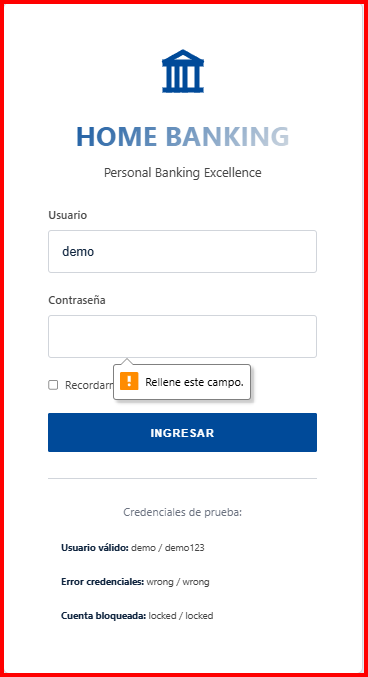 HOME BANKING
Personal Banking Excellence
Usuario
demo
Contraseña
Rellene este campo.
INGRESAR
Credenciales de prueba:
Usuario válido: demo / demo123
Error credenciales: wrong / wrong
Cuenta bloqueada: locked / locked